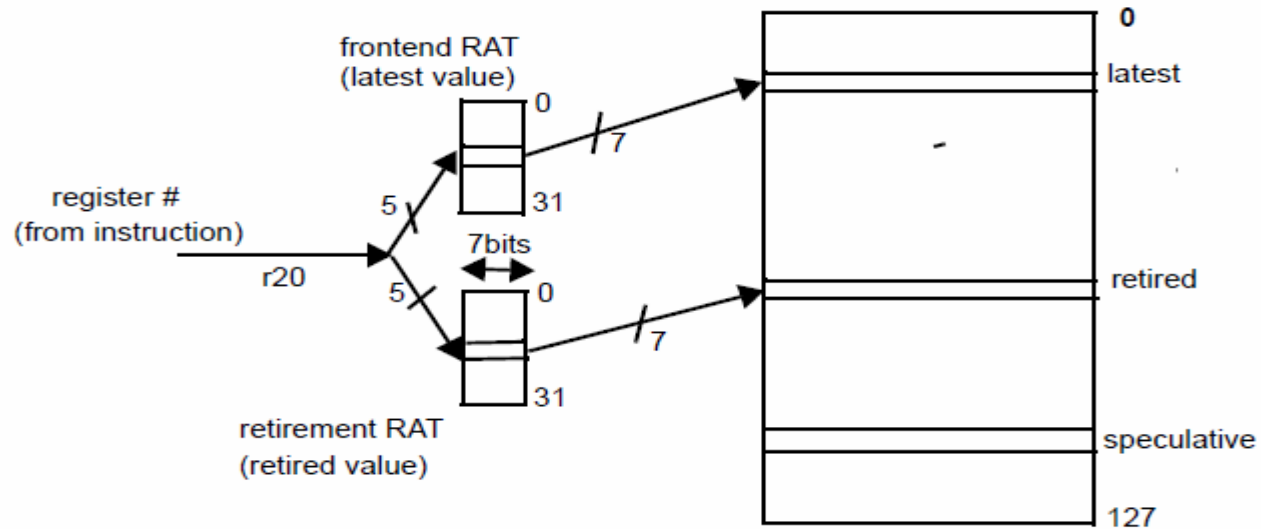 0
frontend RAT
(latest value)
latest
0
7
register #
(from instruction)
5
31
7bits
r20
5
0
retired
7
31
retirement RAT
(retired value)
speculative
127